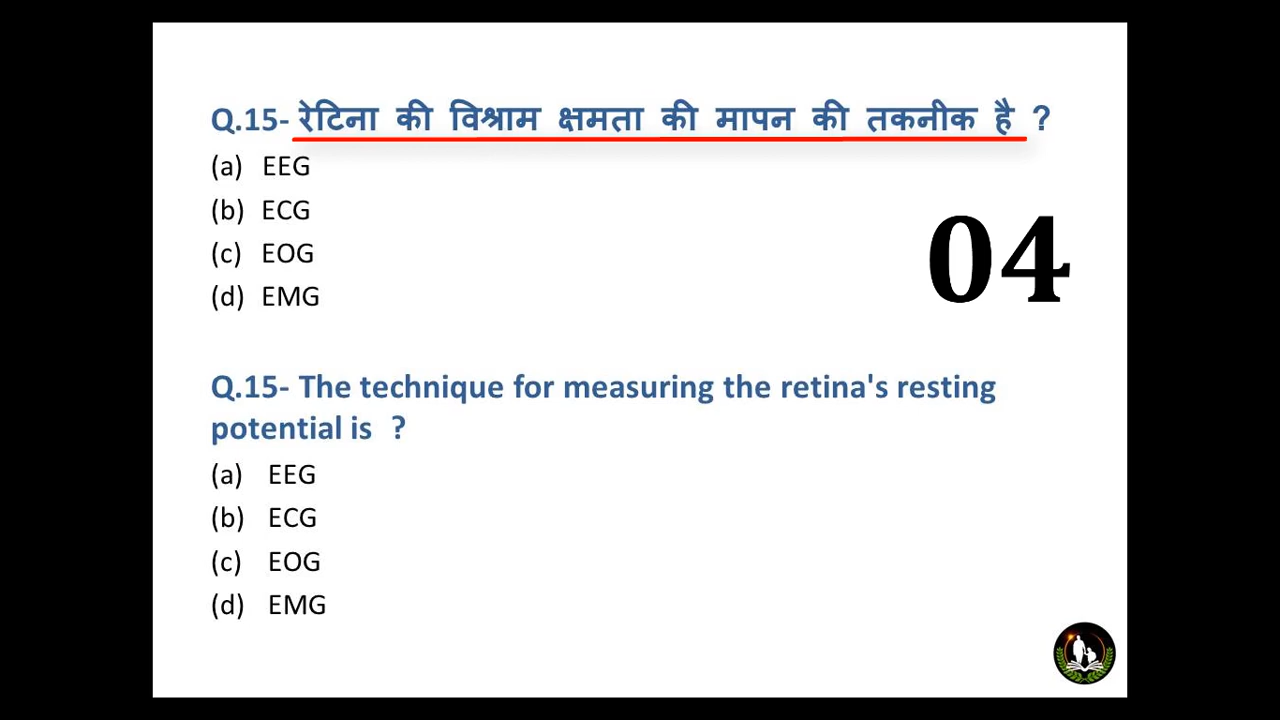 Q.15- रेटिना की विश्राम क्षमता की मापन की तकनीक है ?
(a) EEG
(b) ECG
(c) EOG
(d) EMG
04
Q.15- The technique for measuring the retina's resting
potential is ?
(a) EEG
(b) ECG
(c) EOG
(d) EMG